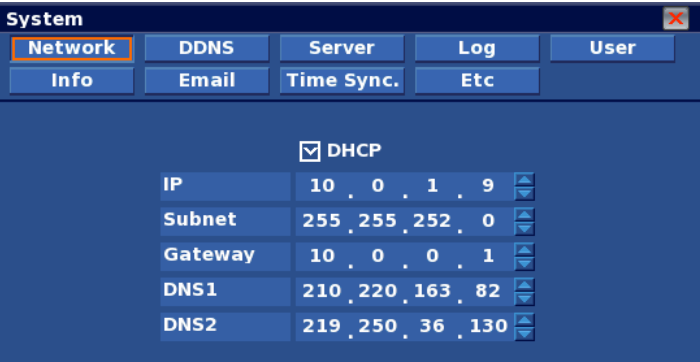 System
Network DDNS Server Log User
Info Email Time Sync. Etc
DHCP
IP 10 . 0 . 1 . 9
Subnet 255 . 255 . 252 . 0
Gateway 10 . 0 . 0 . 1
DNS1 210 . 220 . 163 . 82
DNS2 219 . 250 . 36 . 130